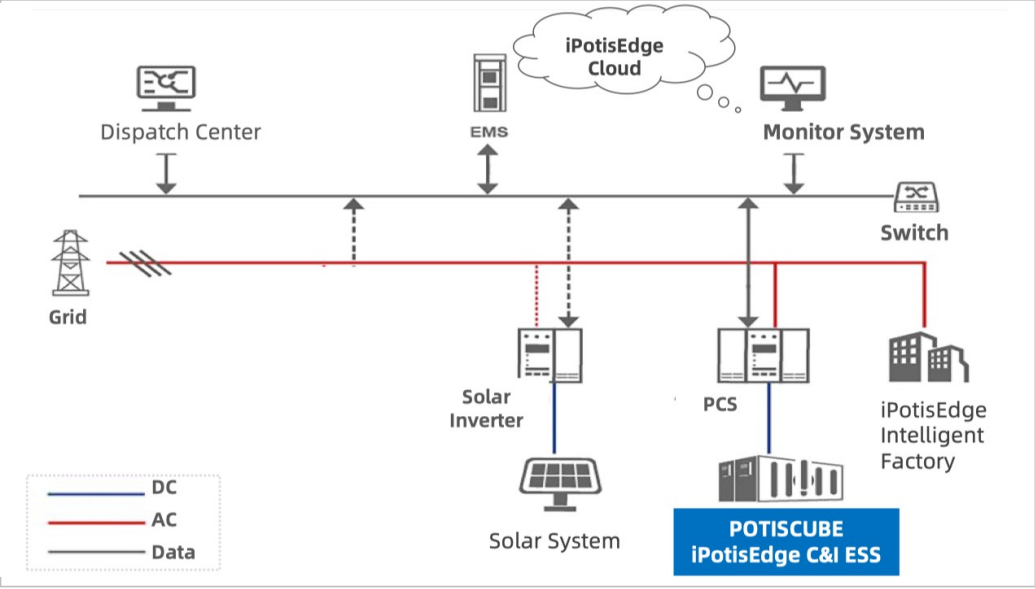 iPotisEdge
Cloud
Dispatch Center
EMS
Monitor System
Switch
Grid
Solar
Inverter
PCS
iPotisEdge
Intelligent
Factory
DC
AC
Data
Solar System
POTISCUBE
iPotisEdge C&I ESS